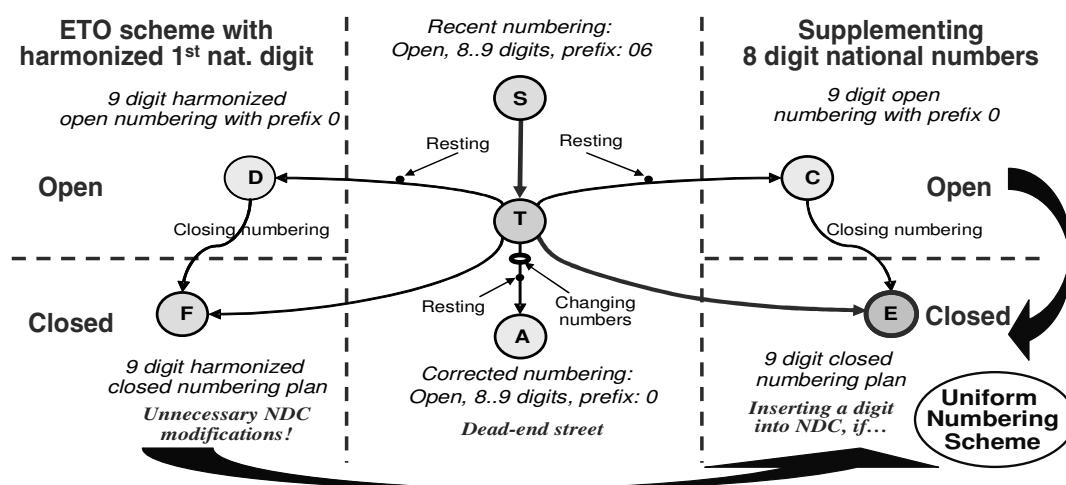 ETO scheme with
harmonized 1st nat. digit
9 digit harmonized
open numbering with prefix 0
Open
D
Closing numbering
Closed
F
9 digit harmonized
closed numbering plan
Unnecessary NDC
modifications!
Recent numbering:
Open, 8..9 digits, prefix: 06
S
Resting
Resting
T
Resting
Changing
numbers
A
Corrected numbering:
Open, 8..9 digits, prefix: 0
Dead-end street
Supplementing
8 digit national numbers
9 digit open
numbering with prefix 0
C
Open
Closing numbering
E
Closed
9 digit closed
numbering plan
Inserting a digit
into NDC, if…
Uniform
Numbering
Scheme